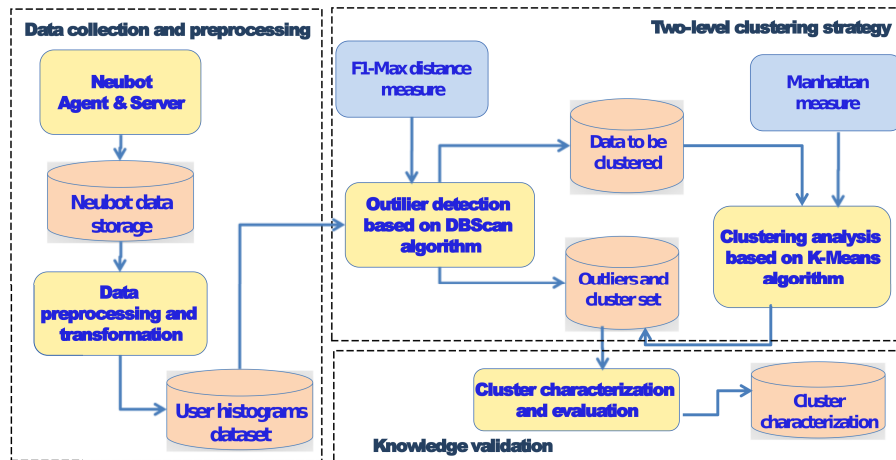 Data collection and preprocessing
Neubot
Agent & Server
Neubot data
storage
Data
preprocessing and
transformation
User histograms
dataset
Two-level clustering strategy
F1-Max distance
measure
Manhattan
measure
Data to be
clustered
Outilier detection
based on DBScan
algorithm
Clustering analysis
based on K-Means
algorithm
Outliers and
cluster set
Cluster characterization
and evaluation
Cluster
characterization
Knowledge validation